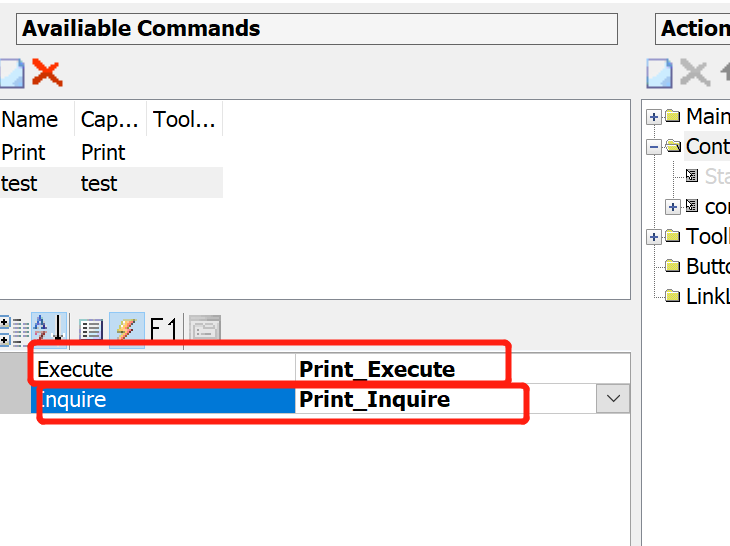 Availiable Commands
Action
Name Cap... Tool...
Print Print
test test
Main
Cont
Sta
con
Tooll
Butto
LinkL
F1
Execute Print_Execute
Inquire Print_Inquire